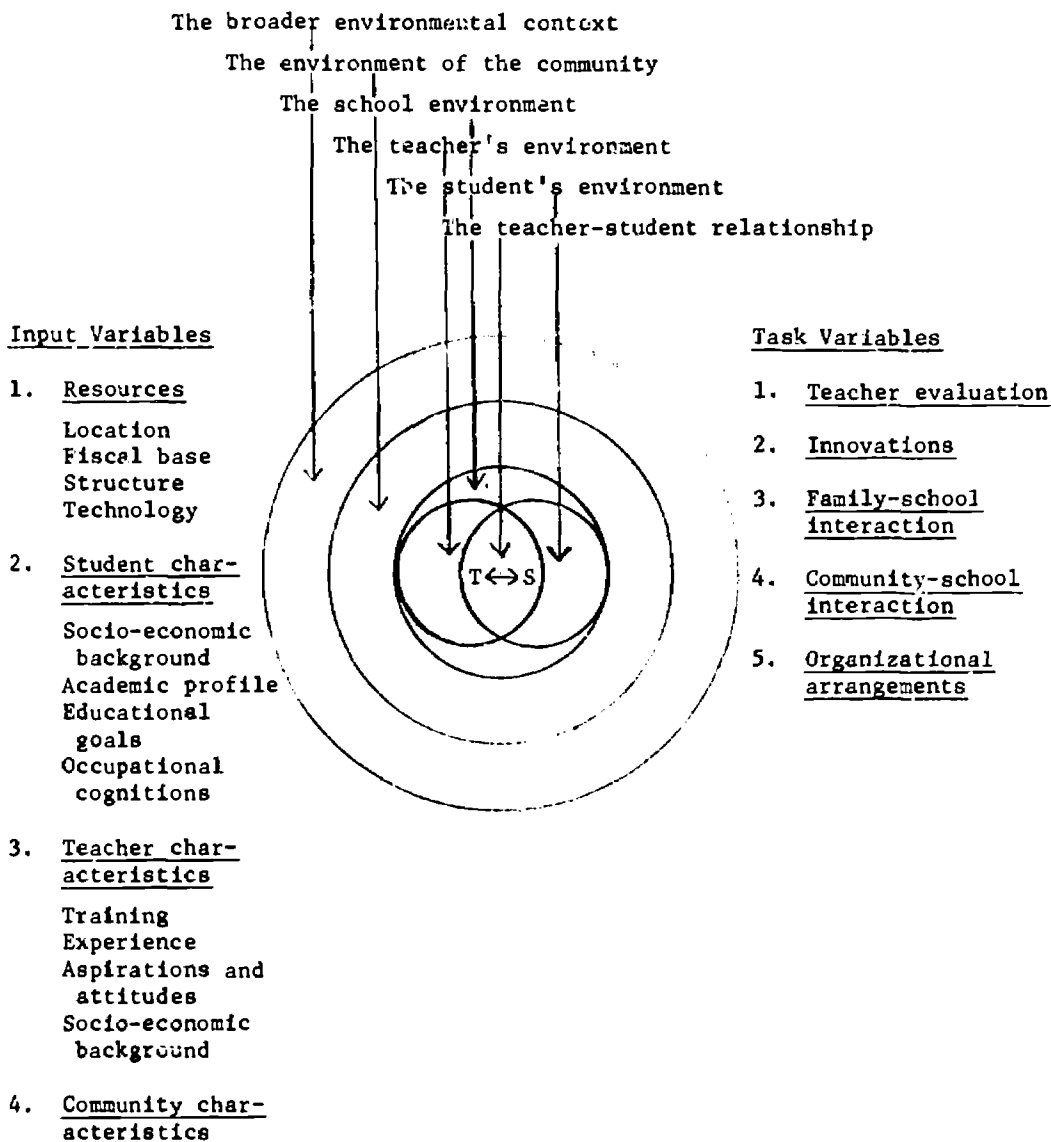 The broader environmental context
The environment of the community
The school environment
The teacher's environment
The student's environment
The teacher-student relationship
Input Variables
1. Resources
Location
Fiscal base
Structure
Technology
2. Student char-
acteristics
Socio-economic
background
Academic profile
Educational
goals
Occupational
cognitions
3. Teacher char-
acteristics
Training
Experience
Aspirations and
attitudes
Socio-economic
background
4. Community char-
acteristics
T↔S
Task Variables
1. Teacher evaluation
2. Innovations
3. Family-school
interaction
4. Community-school
interaction
5. Organizational
arrangements